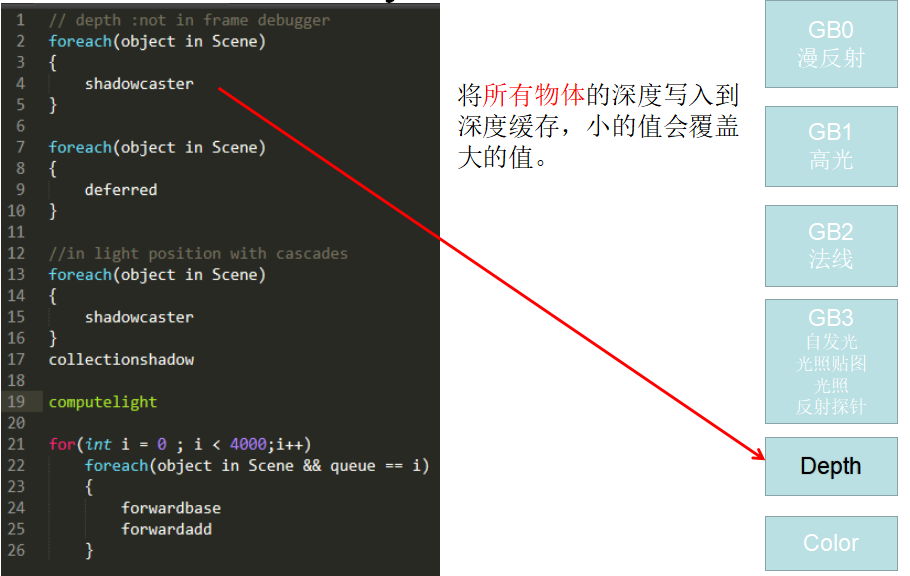 1 // depth :not in frame debugger
2 foreach(object in Scene)
3 {
4 shadowcaster
5 }
6
7 foreach(object in Scene)
8 {
9 deferred
10 }
11
12 //in light position with cascades
13 foreach(object in Scene)
14 {
15 shadowcaster
16 }
17 collectionshadow
18
19 computelight
20
21 for(int i = 0 ; i < 4000;i++)
22 foreach(object in Scene && queue == i)
23 {
24 forwardbase
25 forwardadd
26 }
将所有物体的深度写入到
深度缓存，小的值会覆盖
大的值。
GB0
漫反射
GB1
高光
GB2
法线
GB3
自发光
光照贴图
光照
反射探针
Depth
Color